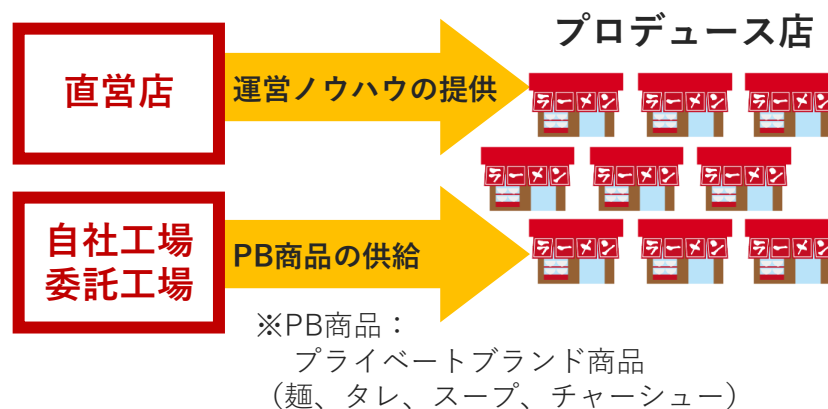 プロデュース店
直営店
運営ノウハウの提供
ラーメン
ラーメン
ラーメン
ラーメン
ラーメン
ラーメン
自社工場
委託工場
PB商品の供給
ラーメン
ラーメン
ラーメン
※PB商品:
プライベートブランド商品
(麺、タレ、スープ、チャーシュー)